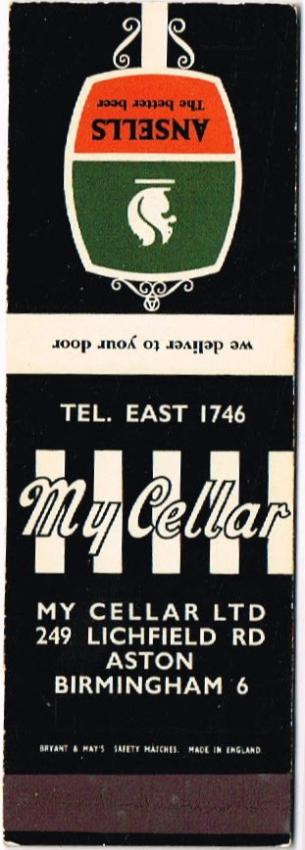 ANSELLS
The better beer
we deliver to your door
TEL. EAST 1746
My Cellar
MY CELLAR LTD
249 LICHFIELD RD
ASTON
BIRMINGHAM 6
BRYANT & MAY'S SAFETY MATCHES. MADE IN ENGLAND.